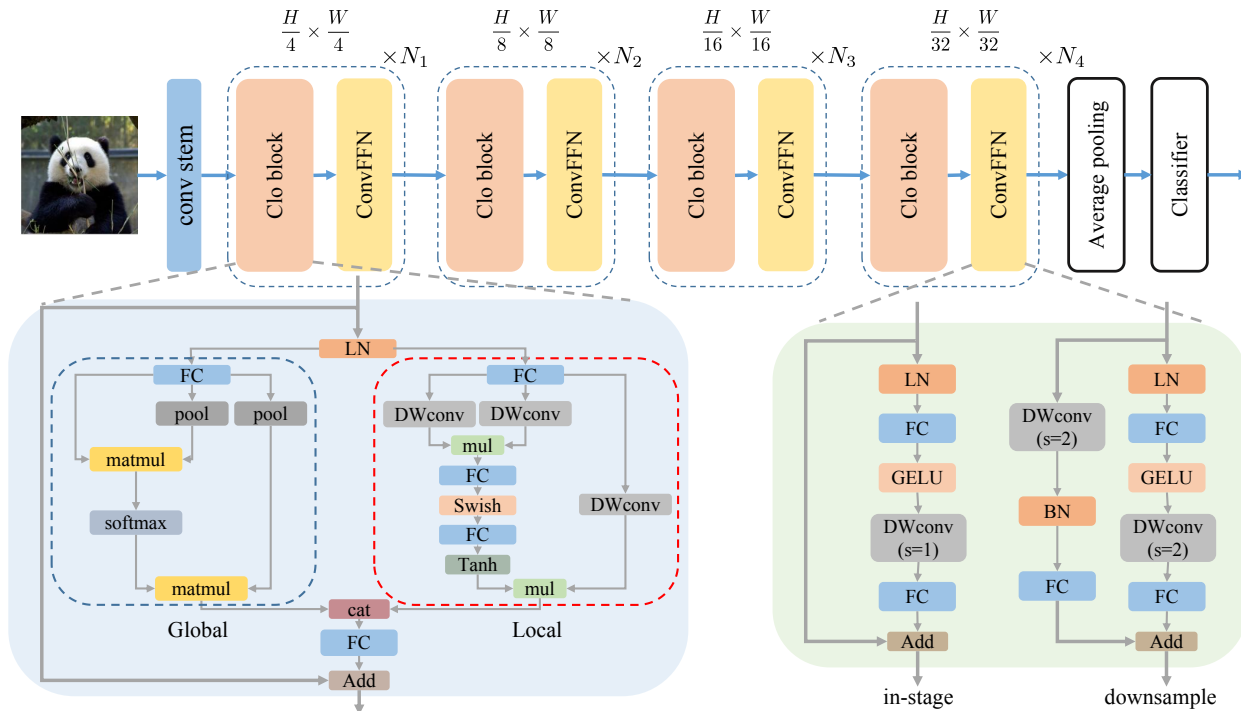 H/4 × W/4
×N₁
H/8 × W/8
×N₂
H/16 × W/16
×N₃
H/32 × W/32
×N₄
conv stem
Clo block
ConvFFN
Clo block
ConvFFN
Clo block
ConvFFN
Clo block
ConvFFN
Average pooling
Classifier
LN
FC
pool
pool
matmul
softmax
matmul
Global
FC
DWconv
DWconv
mul
FC
Swish
FC
Tanh
DWconv
mul
Local
cat
FC
Add
LN
FC
GELU
DWconv
(s=1)
FC
Add
in-stage
DWconv
(s=2)
BN
FC
LN
FC
GELU
DWconv
(s=2)
FC
Add
downsample